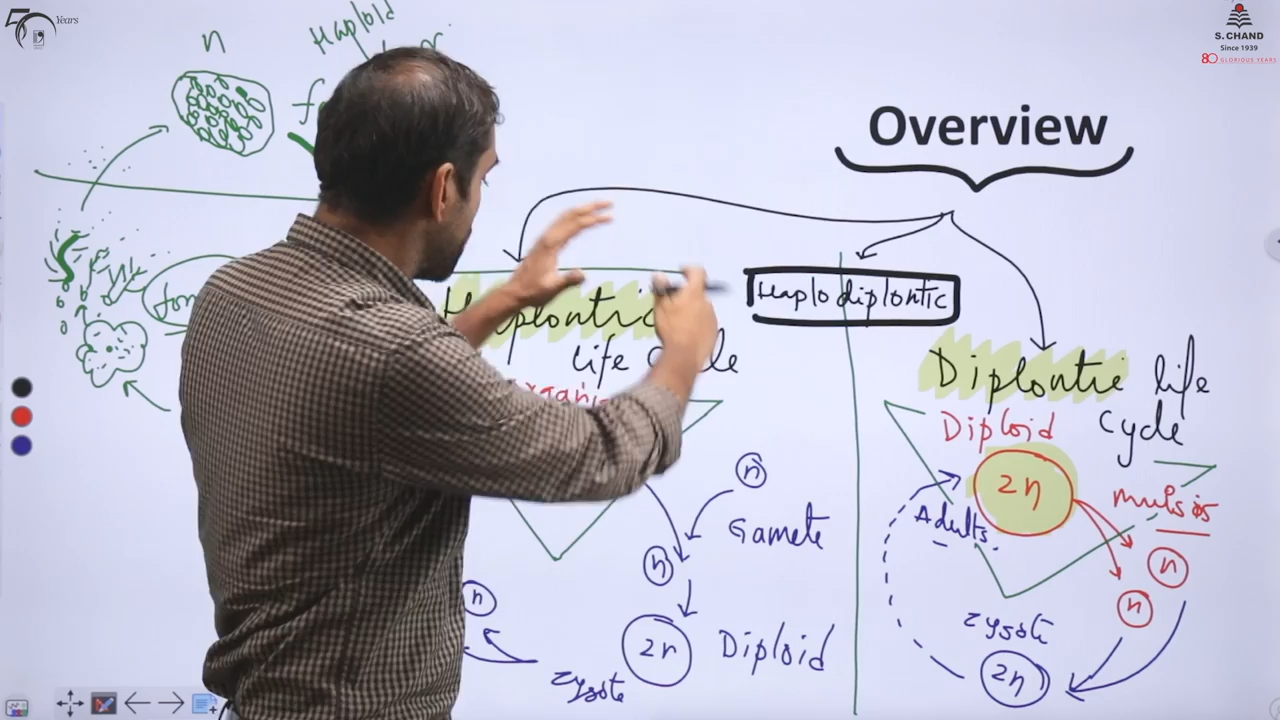 50 Years
S. CHAND
Since 1939
80 GLORIOUS YEARS
n
Haploid
Overview
Haplodiplontic
Life Cycle
Diplontic life
Cycle
Diploid
2n
Adults.
n
n
Zygote
2n
n
Gamete
n
n
2n
Diploid
Zygote